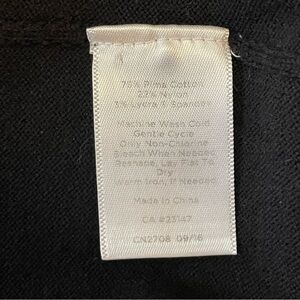 75% Pima Cotton
22% Nylon
3% Lycra ® Spandex
Machine Wash Cold
Gentle Cycle
Only Non-Chlorine
Bleach When Needed
Reshape, Lay Flat To
Dry
Warm Iron, If Needed
Made In China
CA #23147
CN2708 09/16